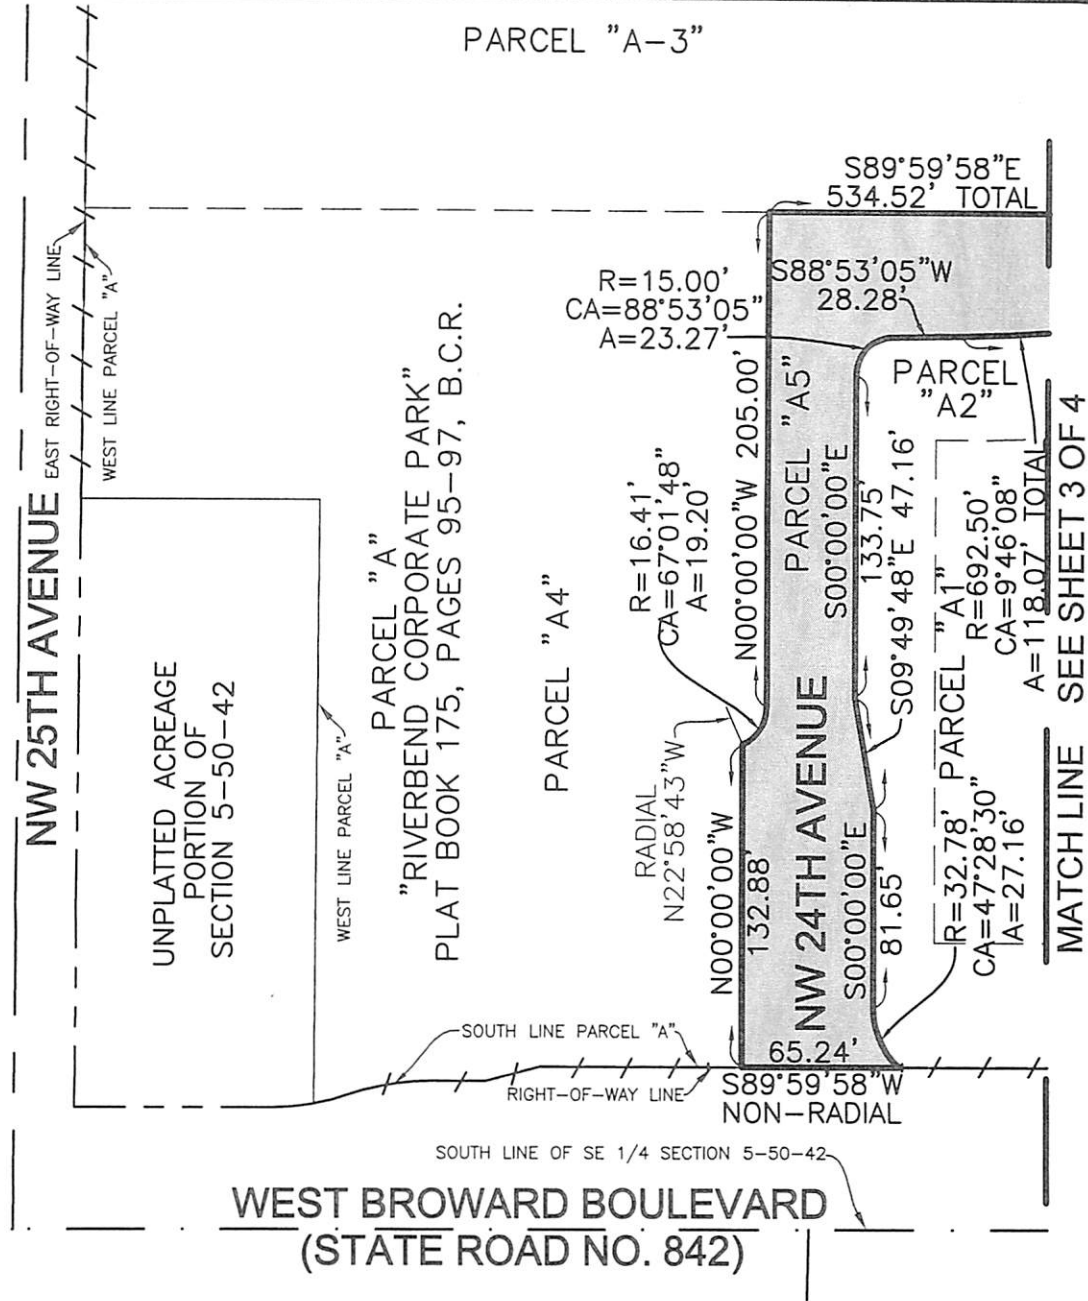 PARCEL "A-3"
S89°59'58"E
534.52' TOTAL
S88°53'05"W
28.28'
R=15.00'
CA=88°53'05"
A=23.27'
PARCEL
"A2"
EAST RIGHT-OF-WAY LINE
WEST LINE PARCEL "A"
NW 25TH AVENUE
UNPLATTED ACREAGE
PORTION OF
SECTION 5-50-42
WEST LINE PARCEL "A"
PARCEL "A"
"RIVERBEND CORPORATE PARK"
PLAT BOOK 175, PAGES 95-97, B.C.R.
PARCEL "A4"
R=16.41'
CA=67°01'48"
A=19.20'
N00°00'00"W 205.00'
PARCEL "A5"
S00°00'00"E
133.75'
S09°49'48"E 47.16'
PARCEL "A1"
R=692.50'
CA=9°46'08"
A=118.07' TOTAL
MATCH LINE SEE SHEET 3 OF 4
RADIAL
N22°58'43"W
N00°00'00"W
132.88'
NW 24TH AVENUE
S00°00'00"E
81.65'
R=32.78'
CA=47°28'30"
A=27.16'
65.24'
S89°59'58"W
NON-RADIAL
SOUTH LINE PARCEL "A"
RIGHT-OF-WAY LINE
SOUTH LINE OF SE 1/4 SECTION 5-50-42
WEST BROWARD BOULEVARD
(STATE ROAD NO. 842)